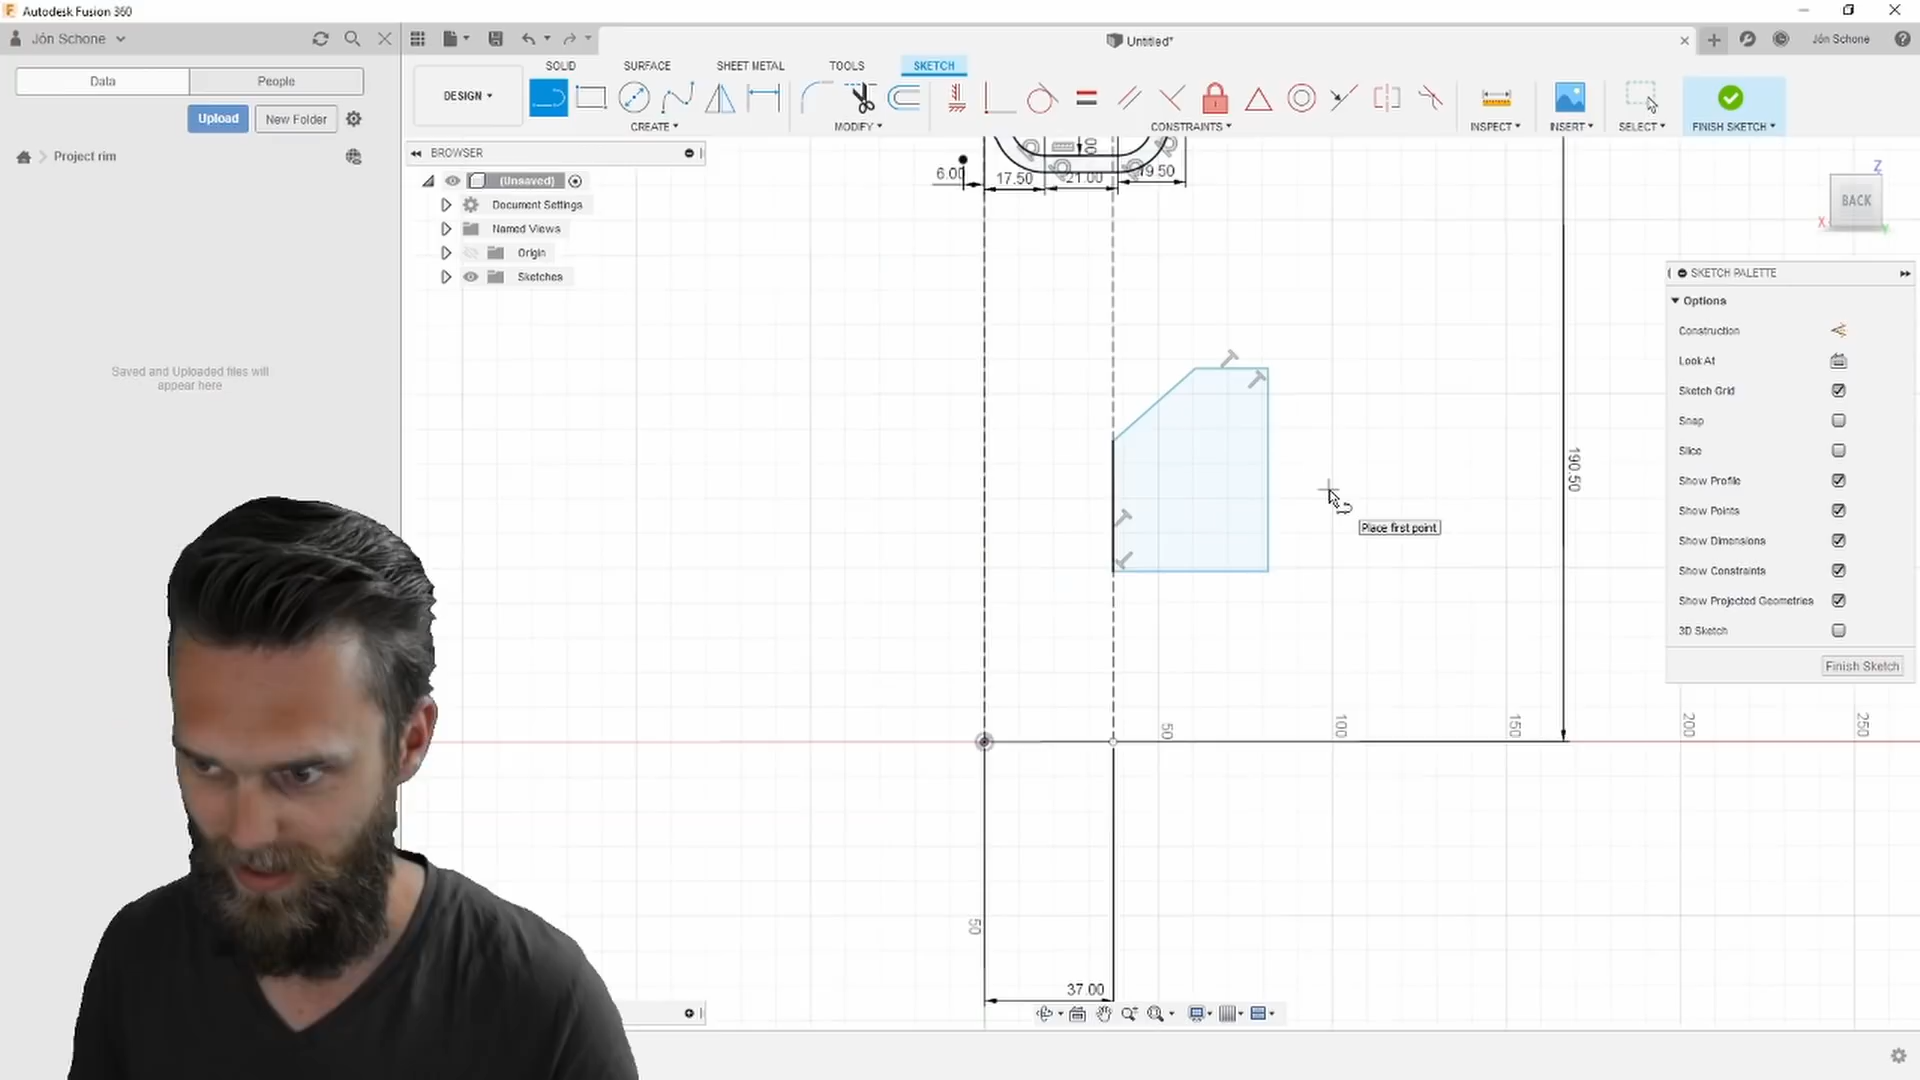 Autodesk Fusion 360
Jón Schone
Untitled*
Jón Schone
Data
People
Upload
New Folder
Project rim
Saved and Uploaded files will
appear here
SOLID
SURFACE
SHEET METAL
TOOLS
SKETCH
DESIGN
CREATE
MODIFY
CONSTRAINTS
INSPECT
INSERT
SELECT
FINISH SKETCH
BROWSER
(Unsaved)
Document Settings
Named Views
Origin
Sketches
6.00
17.50
21.00
19.50
Z
BACK
X
Y
SKETCH PALETTE
Options
Construction
Look At
Sketch Grid
Snap
Slice
Show Profile
Show Points
Show Dimensions
Show Constraints
Show Projected Geometries
3D Sketch
Finish Sketch
190.50
Place first point
50
100
150
200
250
50
37.00